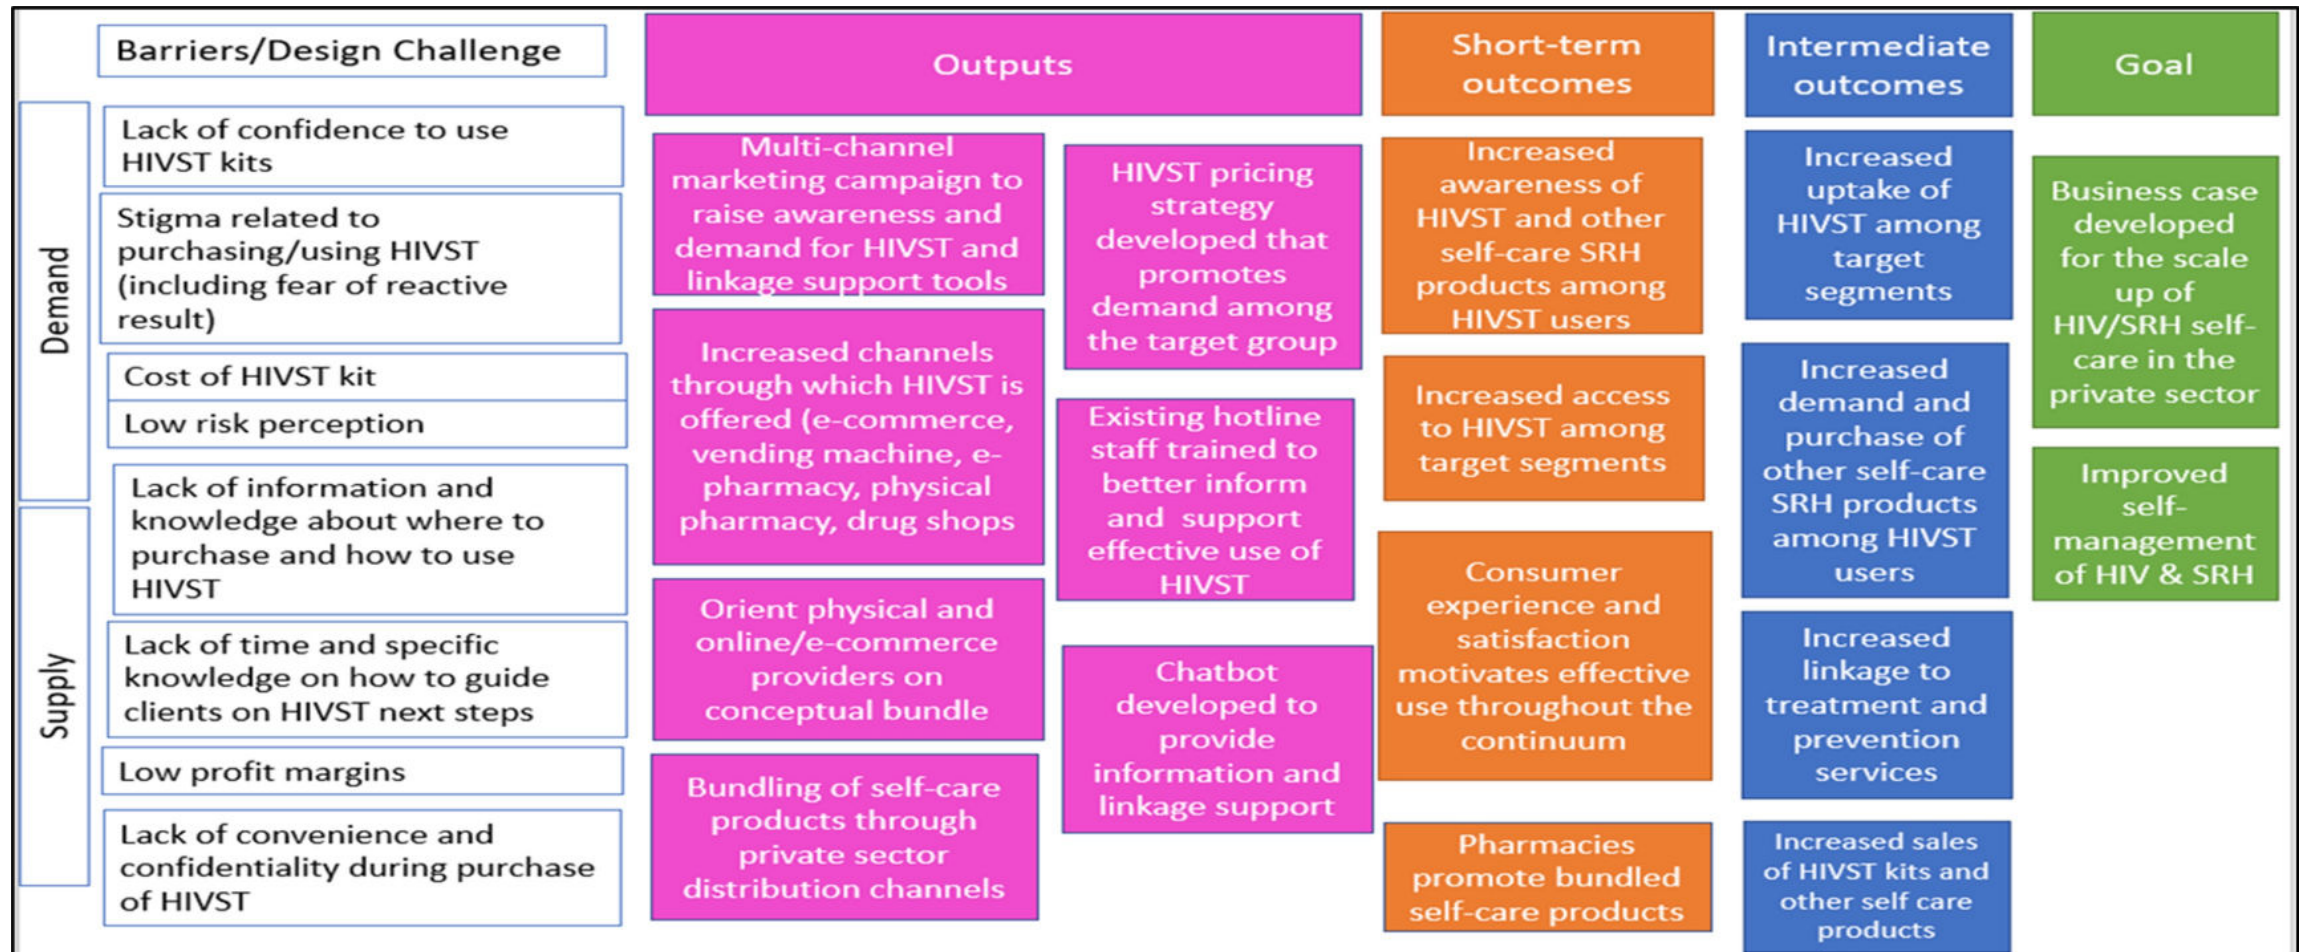 Barriers/Design Challenge
Outputs
Short-term
outcomes
Intermediate
outcomes
Goal
Demand
Supply
Lack of confidence to use
HIVST kits
Stigma related to
purchasing/using HIVST
(including fear of reactive
result)
Cost of HIVST kit
Low risk perception
Lack of information and
knowledge about where to
purchase and how to use
HIVST
Lack of time and specific
knowledge on how to guide
clients on HIVST next steps
Low profit margins
Lack of convenience and
confidentiality during purchase
of HIVST
Multi-channel
marketing campaign to
raise awareness and
demand for HIVST and
linkage support tools
Increased channels
through which HIVST is
offered (e-commerce,
vending machine, e-
pharmacy, physical
pharmacy, drug shops
Orient physical and
online/e-commerce
providers on
conceptual bundle
Bundling of self-care
products through
private sector
distribution channels
HIVST pricing
strategy
developed that
promotes
demand among
the target group
Existing hotline
staff trained to
better inform
and support
effective use of
HIVST
Chatbot
developed to
provide
information and
linkage support
Increased
awareness of
HIVST and other
self-care SRH
products among
HIVST users
Increased access
to HIVST among
target segments
Consumer
experience and
satisfaction
motivates effective
use throughout the
continuum
Pharmacies
promote bundled
self-care products
Increased
uptake of
HIVST among
target
segments
Increased
demand and
purchase of
other self-care
SRH products
among HIVST
users
Increased
linkage to
treatment and
prevention
services
Increased sales
of HIVST kits and
other self care
products
Business case
developed
for the scale
up of
HIV/SRH self-
care in the
private sector
Improved
self-
management
of HIV & SRH